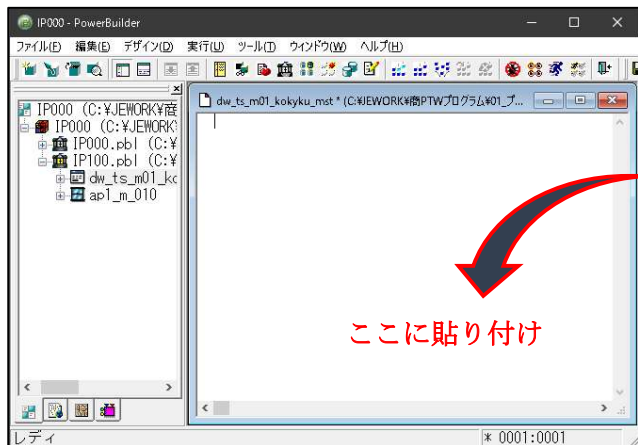 IP000 - PowerBuilder
ファイル(F) 編集(E) デザイン(D) 実行(U) ツール(T) ウィンドウ(W) ヘルプ(H)
IP000 (C:¥JEWORK¥商
IP000 (C:¥JEWORK¥
IP000.pbl (C:¥
IP100.pbl (C:¥
dw_ts_m01_kc
ap1_m_010
dw_ts_m01_kokyku_mst * (C:¥JEWORK¥商PTWプログラム¥01_プ...
ここに貼り付け
レディ
* 0001:0001